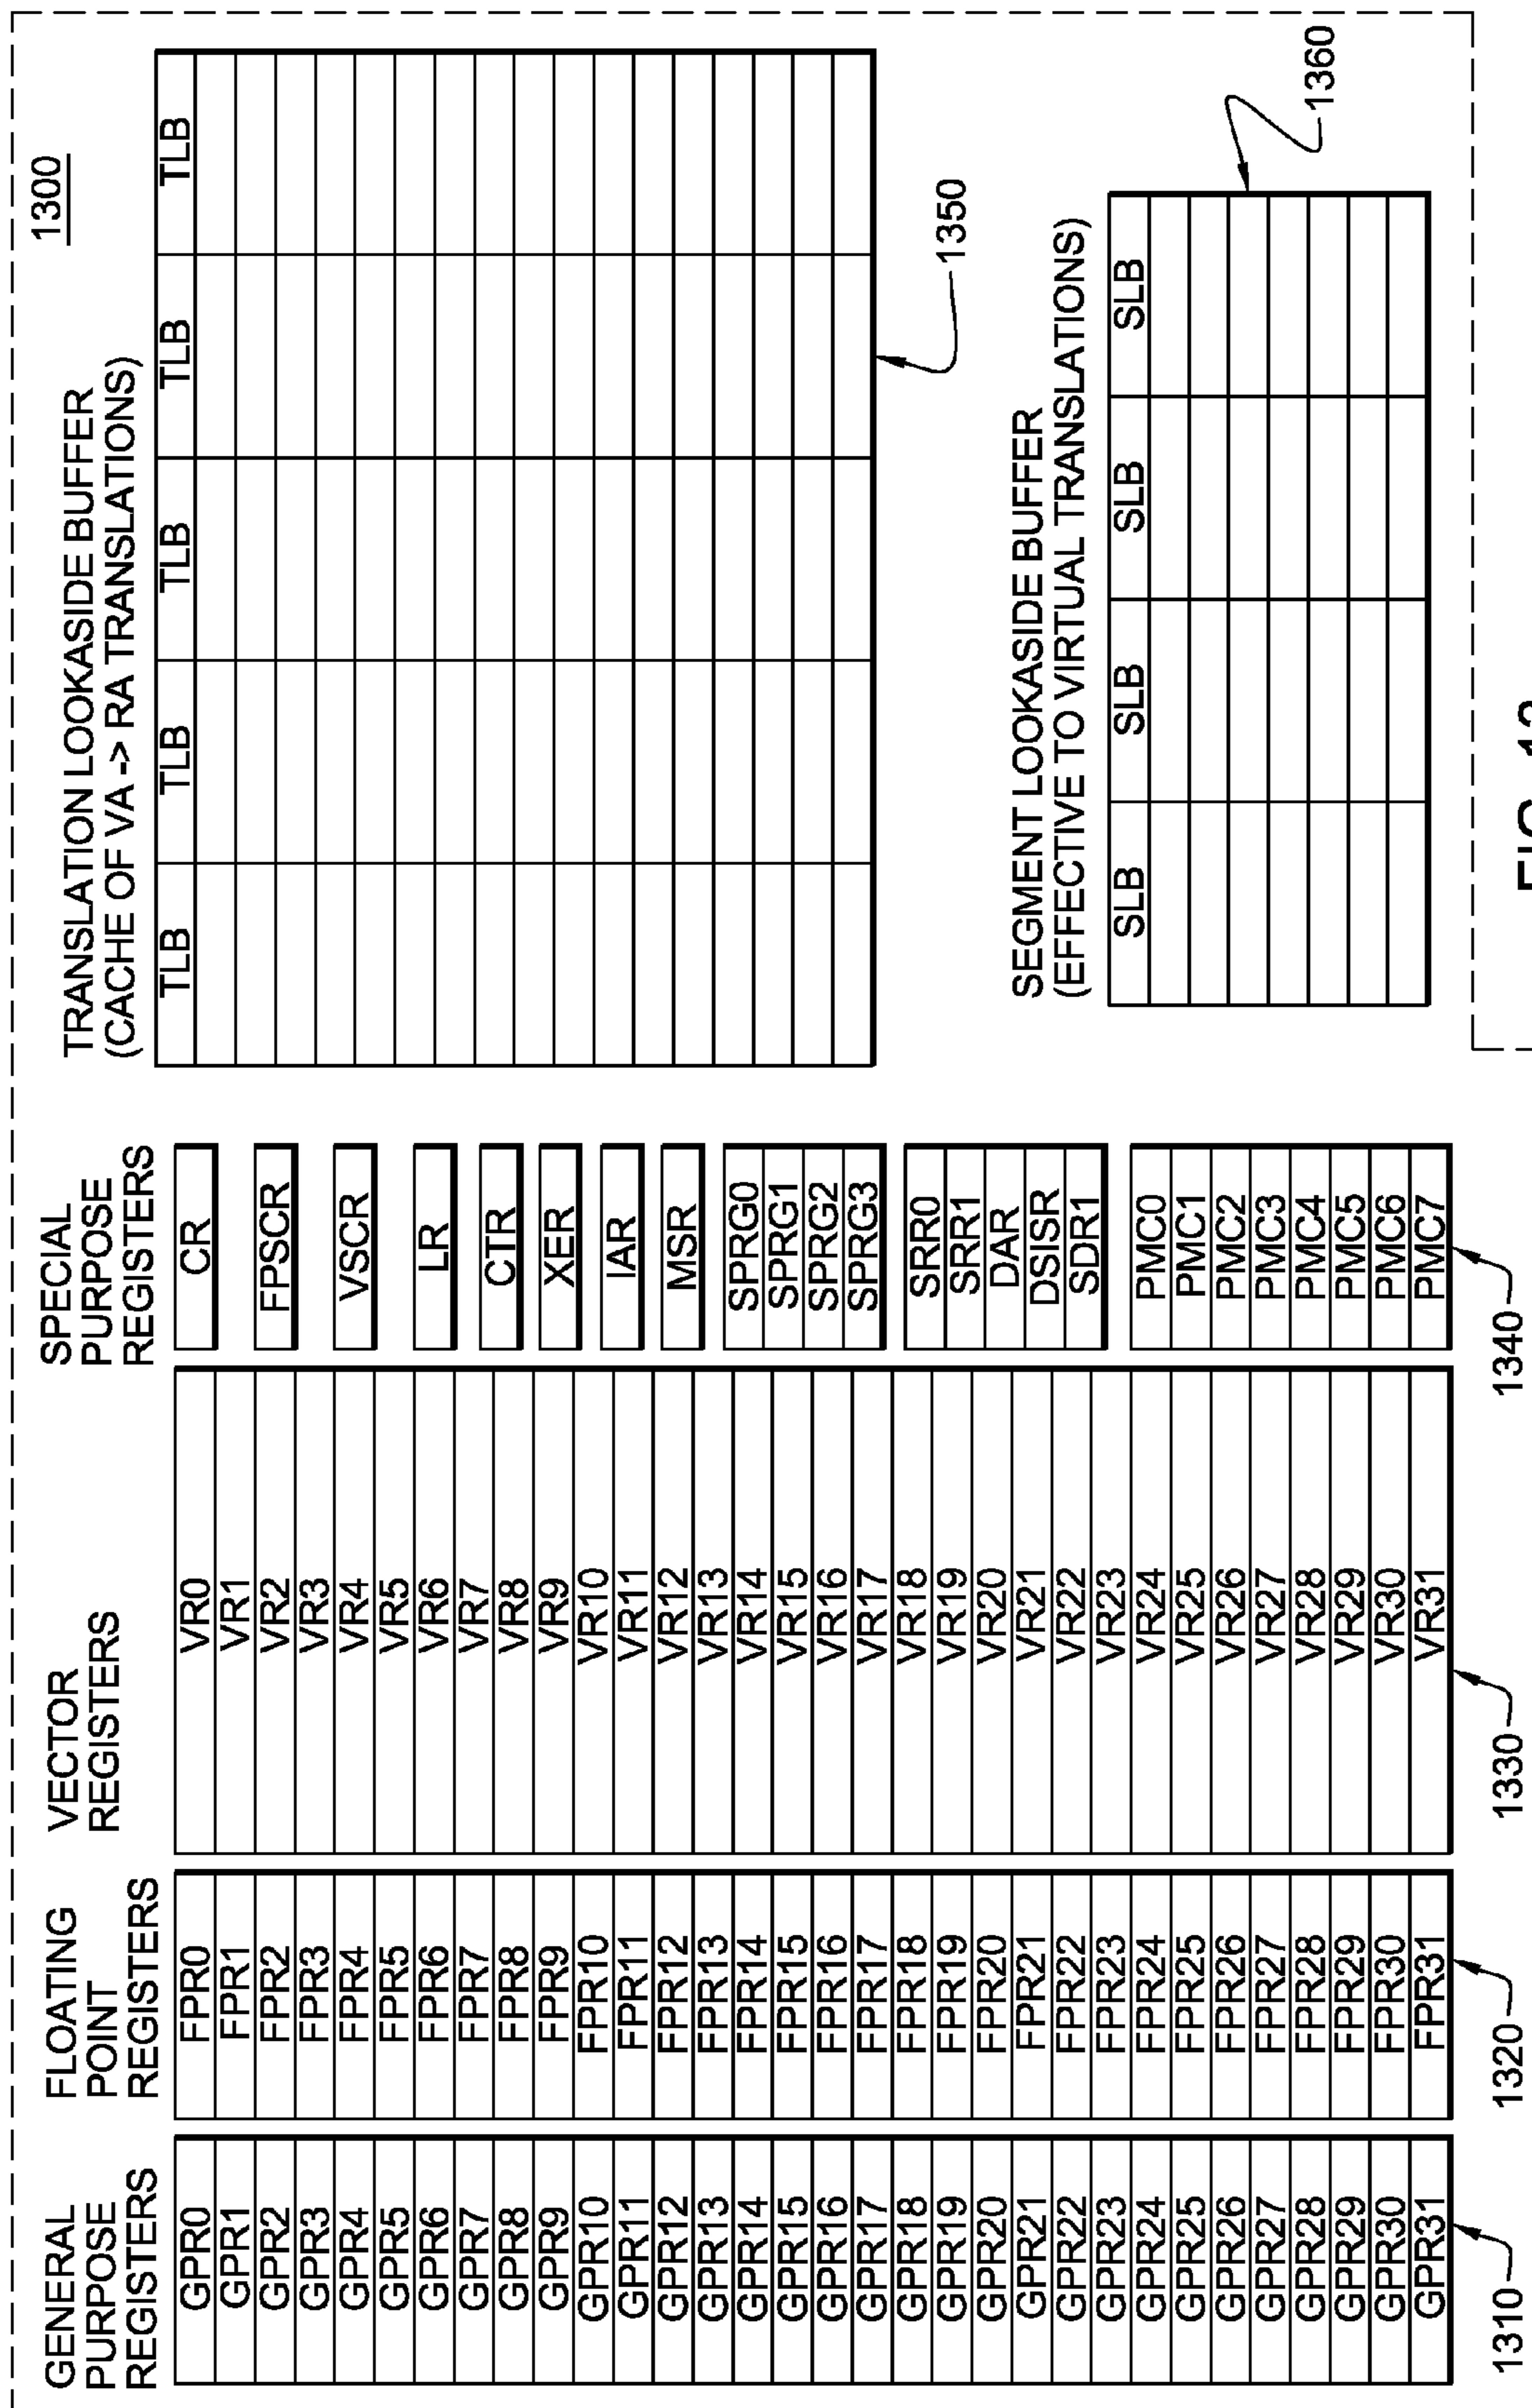 1300
GENERAL
PURPOSE
REGISTERS
GPR0
GPR1
GPR2
GPR3
GPR4
GPR5
GPR6
GPR7
GPR8
GPR9
GPR10
GPR11
GPR12
GPR13
GPR14
GPR15
GPR16
GPR17
GPR18
GPR19
GPR20
GPR21
GPR22
GPR23
GPR24
GPR25
GPR26
GPR27
GPR28
GPR29
GPR30
GPR31
1310
FLOATING
POINT
REGISTERS
FPR0
FPR1
FPR2
FPR3
FPR4
FPR5
FPR6
FPR7
FPR8
FPR9
FPR10
FPR11
FPR12
FPR13
FPR14
FPR15
FPR16
FPR17
FPR18
FPR19
FPR20
FPR21
FPR22
FPR23
FPR24
FPR25
FPR26
FPR27
FPR28
FPR29
FPR30
FPR31
1320
VECTOR
REGISTERS
VR0
VR1
VR2
VR3
VR4
VR5
VR6
VR7
VR8
VR9
VR10
VR11
VR12
VR13
VR14
VR15
VR16
VR17
VR18
VR19
VR20
VR21
VR22
VR23
VR24
VR25
VR26
VR27
VR28
VR29
VR30
VR31
1330
SPECIAL
PURPOSE
REGISTERS
CR
FPSCR
VSCR
LR
CTR
XER
IAR
MSR
SPRG0
SPRG1
SPRG2
SPRG3
SRR0
SRR1
DAR
DSISR
SDR1
PMC0
PMC1
PMC2
PMC3
PMC4
PMC5
PMC6
PMC7
1340
TRANSLATION LOOKASIDE BUFFER
(CACHE OF VA -> RA TRANSLATIONS)
TLB TLB TLB TLB TLB
1350
SEGMENT LOOKASIDE BUFFER
(EFFECTIVE TO VIRTUAL TRANSLATIONS)
SLB SLB SLB SLB
1360